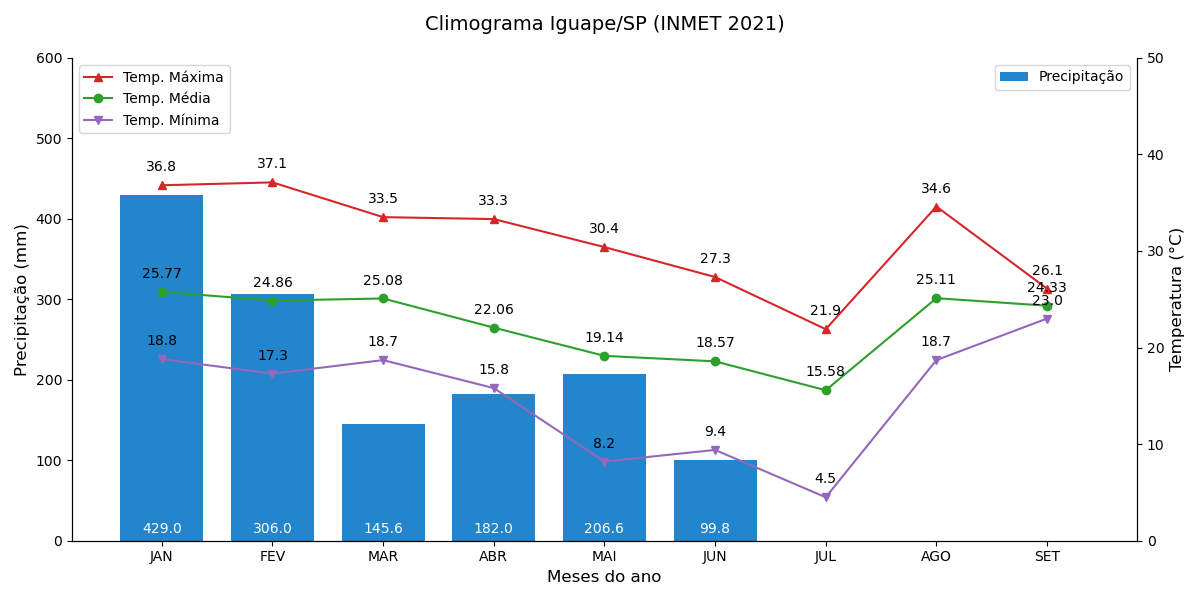 Climograma Iguape/SP (INMET 2021)
Temp. Máxima
Temp. Média
Temp. Mínima
Precipitação
Precipitação (mm)
600
500
400
300
200
100
0
Temperatura (°C)
50
40
30
20
10
0
36.8
37.1
33.5
33.3
30.4
27.3
21.9
34.6
26.1
25.77
24.86
25.08
22.06
19.14
18.57
15.58
25.11
24.33
18.8
17.3
18.7
15.8
8.2
9.4
4.5
18.7
23.0
429.0
306.0
145.6
182.0
206.6
99.8
JAN
FEV
MAR
ABR
MAI
JUN
JUL
AGO
SET
Meses do ano